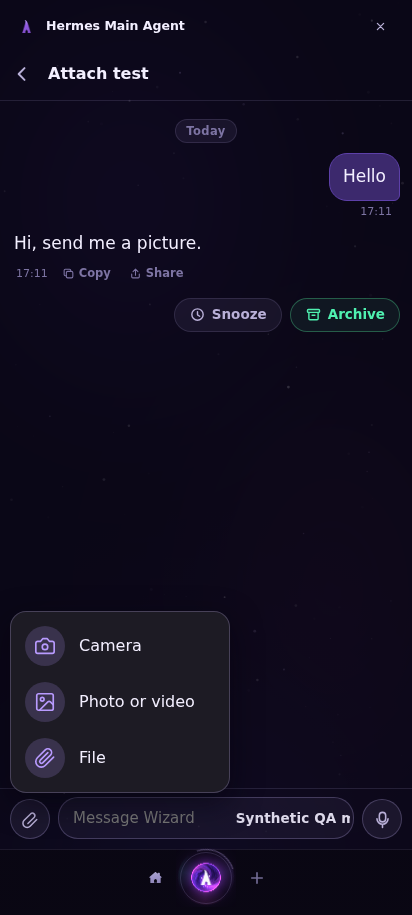 Hermes Main Agent
Attach test
Today
Hello
17:11
Hi, send me a picture.
17:11 Copy Share
Snooze Archive
Camera
Photo or video
File
Message Wizard Synthetic QA